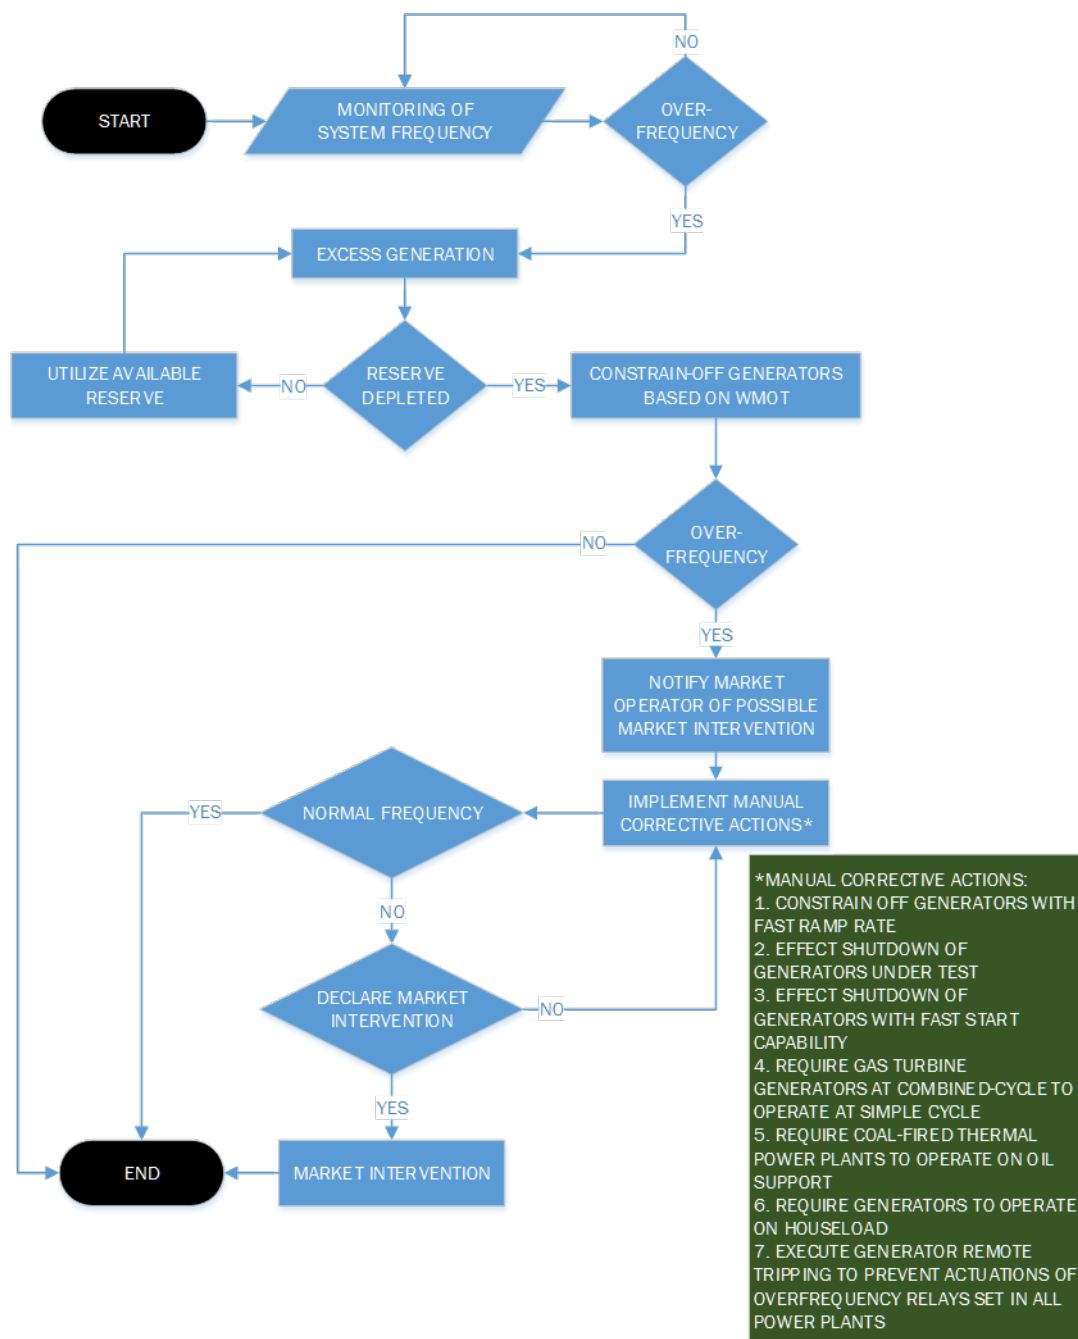 NO
START
MONITORING OF
SYSTEM FREQUENCY
OVER-
FREQUENCY
YES
EXCESS GENERATION
UTILIZE AVAILABLE
RESERVE
NO
RESERVE
DEPLETED
YES
CONSTRAIN-OFF GENERATORS
BASED ON WMOT
NO
OVER-
FREQUENCY
YES
NOTIFY MARKET
OPERATOR OF POSSIBLE
MARKET INTERVENTION
YES
NORMAL FREQUENCY
IMPLEMENT MANUAL
CORRECTIVE ACTIONS*
NO
DECLARE MARKET
INTERVENTION
NO
YES
END
MARKET INTERVENTION
*MANUAL CORRECTIVE ACTIONS:
1. CONSTRAIN OFF GENERATORS WITH
FAST RAMP RATE
2. EFFECT SHUTDOWN OF
GENERATORS UNDER TEST
3. EFFECT SHUTDOWN OF
GENERATORS WITH FAST START
CAPABILITY
4. REQUIRE GAS TURBINE
GENERATORS AT COMBINED-CYCLE TO
OPERATE AT SIMPLE CYCLE
5. REQUIRE COAL-FIRED THERMAL
POWER PLANTS TO OPERATE ON OIL
SUPPORT
6. REQUIRE GENERATORS TO OPERATE
ON HOUSELOAD
7. EXECUTE GENERATOR REMOTE
TRIPPING TO PREVENT ACTUATIONS OF
OVERFREQUENCY RELAYS SET IN ALL
POWER PLANTS